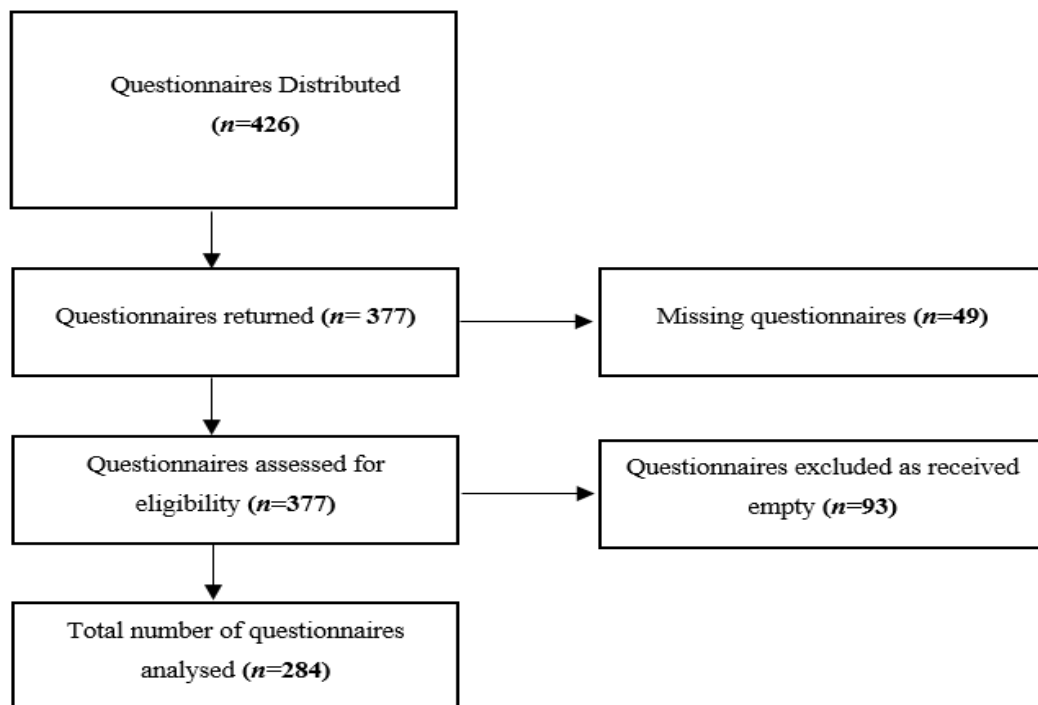 Questionnaires Distributed
(n=426)
Questionnaires returned (n= 377)
Missing questionnaires (n=49)
Questionnaires assessed for
eligibility (n=377)
Questionnaires excluded as received
empty (n=93)
Total number of questionnaires
analysed (n=284)